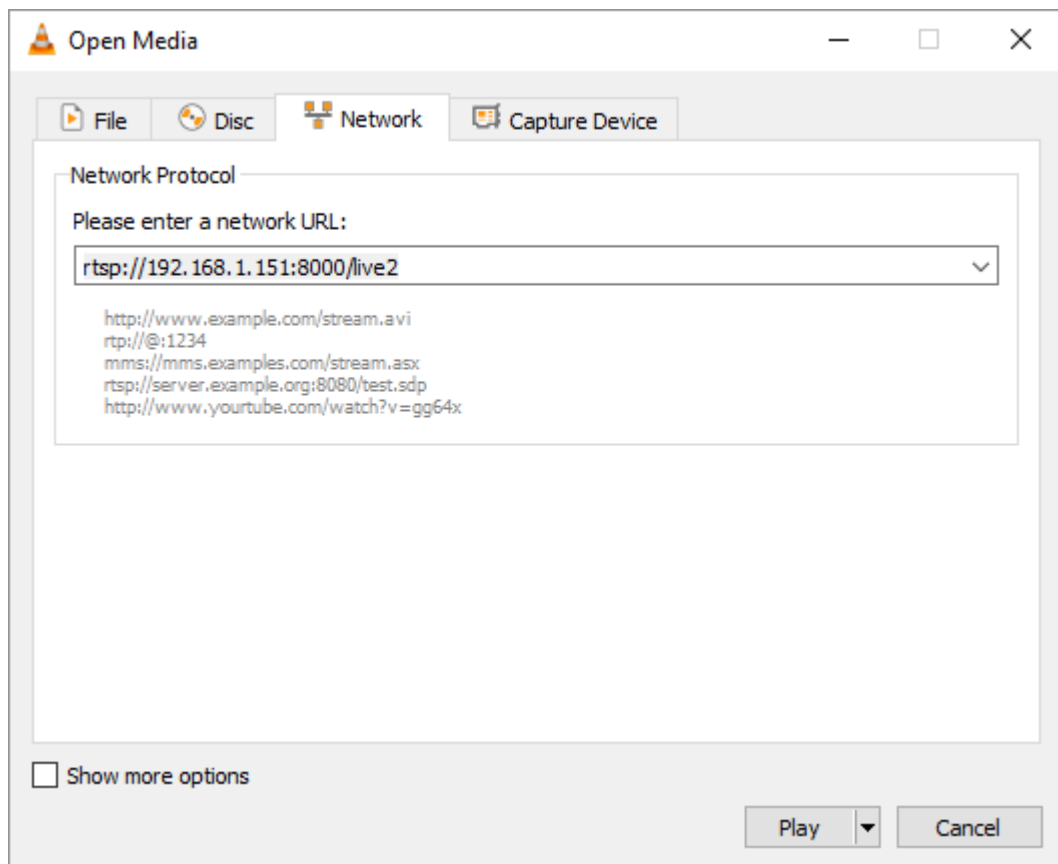 Open Media
File Disc Network Capture Device
Network Protocol
Please enter a network URL:
rtsp://192.168.1.151:8000/live2
http://www.example.com/stream.avi
rtp://@:1234
mms://mms.examples.com/stream.asx
rtsp://server.example.org:8080/test.sdp
http://www.yourtube.com/watch?v=gg64x
Show more options
Play Cancel